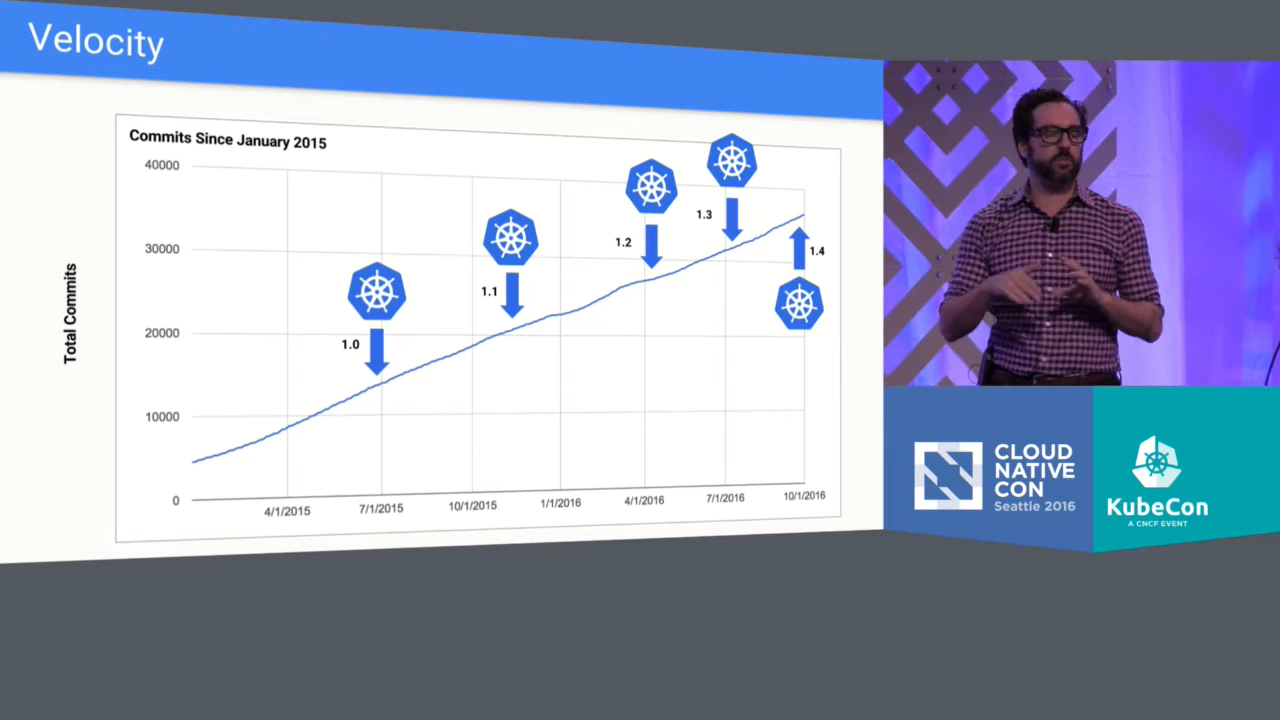 Velocity
Commits Since January 2015
Total Commits
40000
30000
20000
10000
0
1.0
1.1
1.2
1.3
1.4
4/1/2015
7/1/2015
10/1/2015
1/1/2016
4/1/2016
7/1/2016
10/1/2016
CLOUD
NATIVE
CON
Seattle 2016
KubeCon
A CNCF EVENT